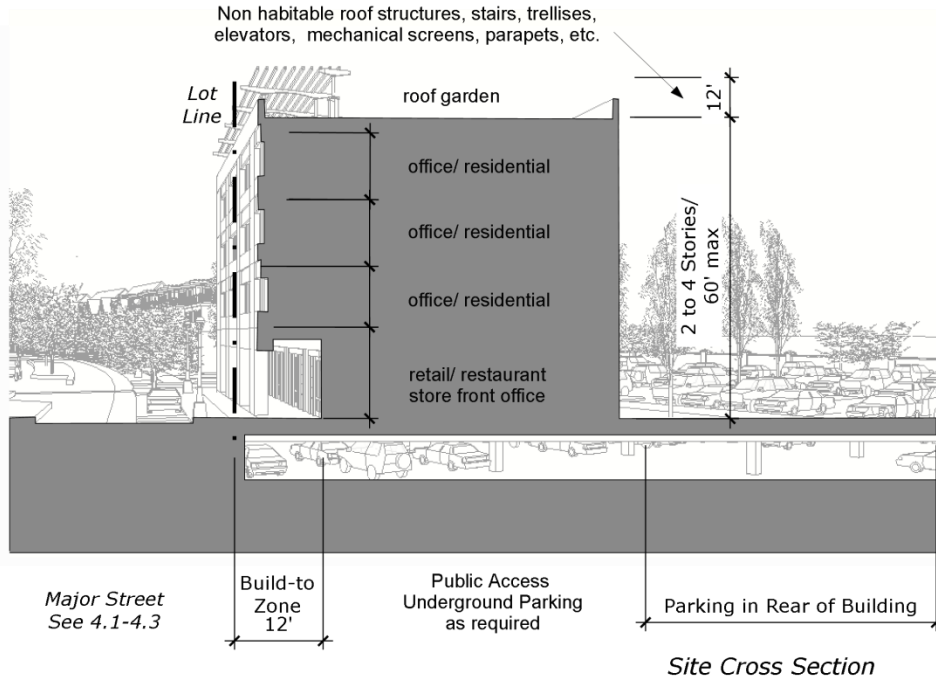 Non habitable roof structures, stairs, trellises,
elevators, mechanical screens, parapets, etc.
Lot
Line
roof garden
12'
office/ residential
office/ residential
office/ residential
2 to 4 Stories/
60' max
retail/ restaurant
store front office
Major Street
See 4.1-4.3
Build-to
Zone
12'
Public Access
Underground Parking
as required
Parking in Rear of Building
Site Cross Section